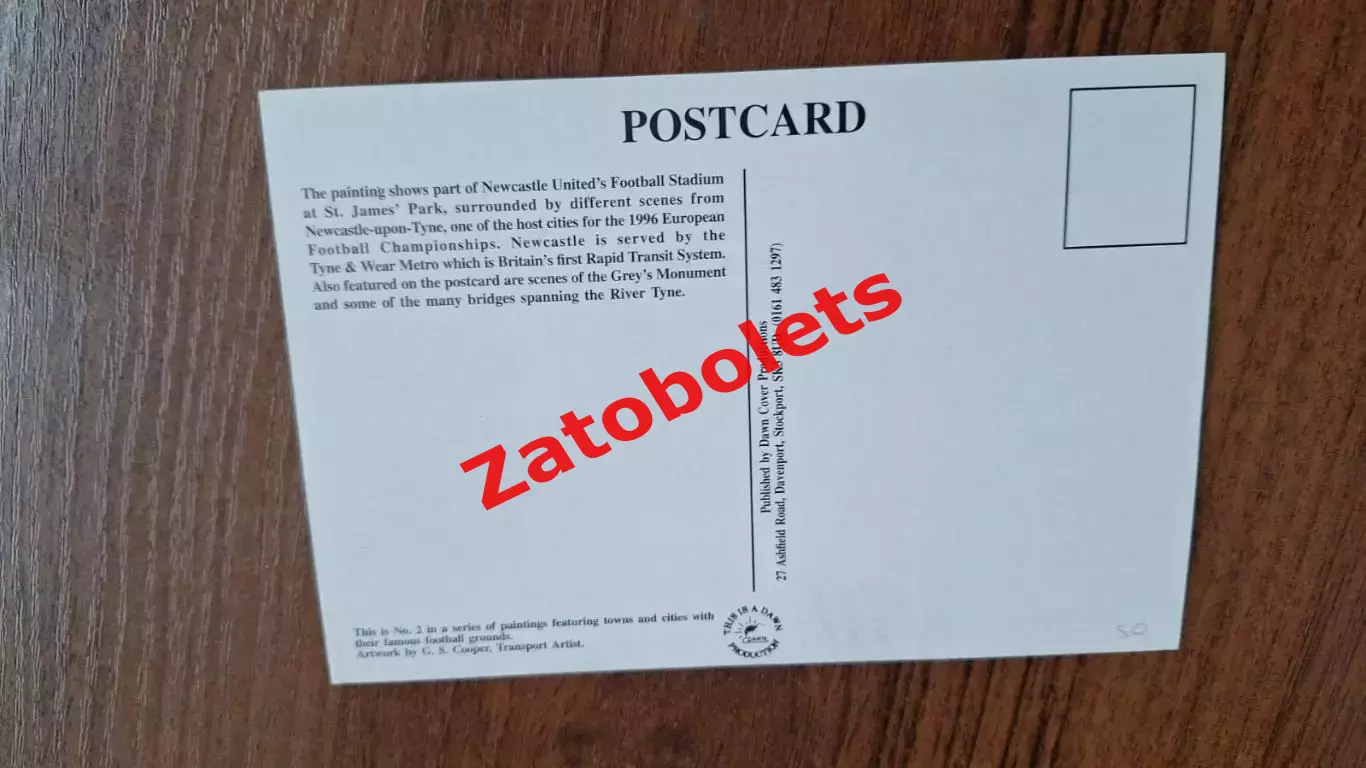 POSTCARD
The painting shows part of Newcastle United's Football Stadium
at St. James' Park, surrounded by different scenes from
Newcastle-upon-Tyne, one of the host cities for the 1996 European
Football Championships. Newcastle is served by the
Tyne & Wear Metro which is Britain's first Rapid Transit System.
Also featured on the postcard are scenes of the Grey's Monument
and some of the many bridges spanning the River Tyne.
Published by Dawn Cover Productions
27 Ashfield Road, Davenport, Stockport, (0161 483 1297)
Zatobolets
This is No. 2 in a series of paintings featuring towns and cities with
their famous football grounds.
Artwork by G. S. Cooper, Transport Artist.
THIS IS A DAWN
DAWN
PRODUCTION
50